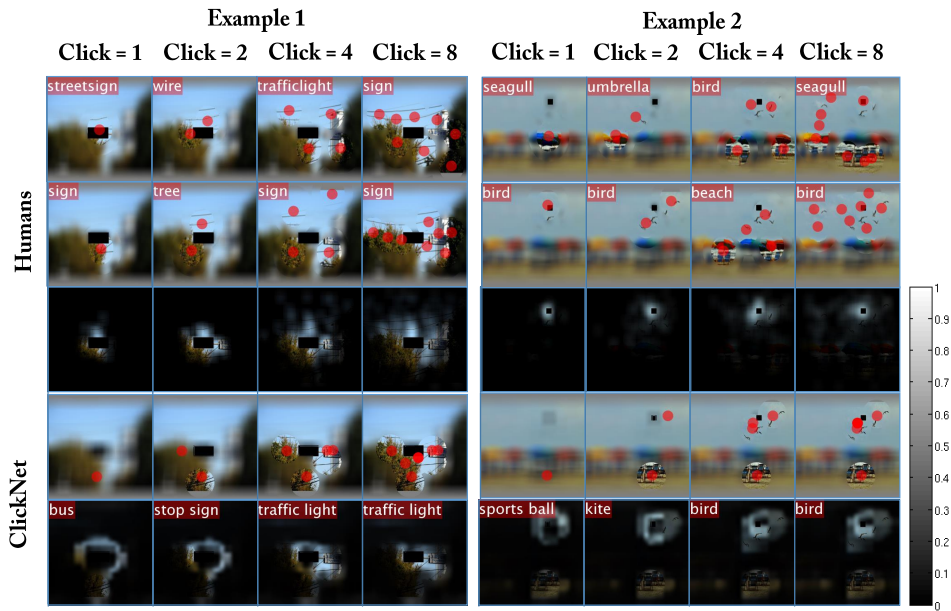 Example 1
Example 2
Click = 1 Click = 2 Click = 4 Click = 8
Click = 1 Click = 2 Click = 4 Click = 8
Humans
streetsign wire trafficlight sign
seagull umbrella bird seagull
sign tree sign sign
bird bird beach bird
1
0.9
0.8
0.7
0.6
0.5
0.4
0.3
0.2
0.1
0
ClickNet
bus stop sign traffic light traffic light
sports ball kite bird bird